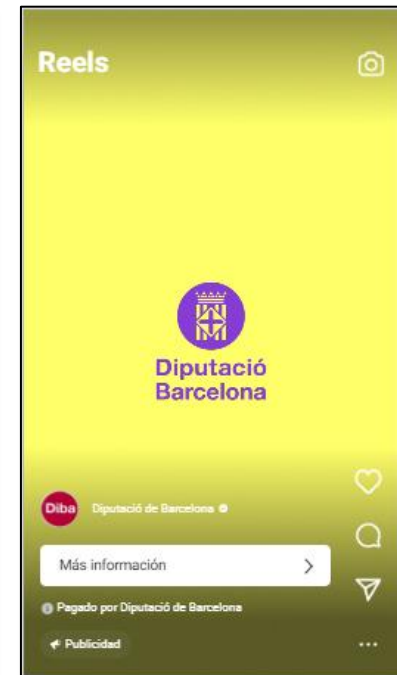 Reels
Diputació
Barcelona
Diba
Diputació de Barcelona
Más información
Pagado por Diputació de Barcelona
Publicidad